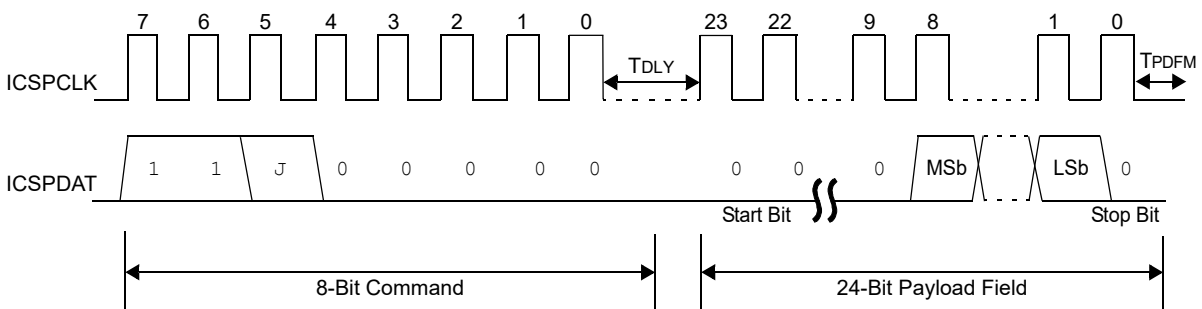 7 6 5 4 3 2 1 0 23 22 9 8 1 0
ICSPCLK TDLY TPDFM
ICSPDAT 1 1 J 0 0 0 0 0 0 0 0 MSb LSb 0
Start Bit Stop Bit
8-Bit Command 24-Bit Payload Field